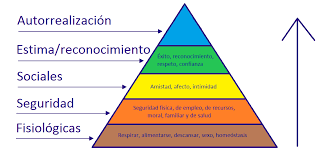 Autorrealización
Estima/reconocimiento
Éxito, reconocimiento,
respeto, confianza
Sociales
Amistad, afecto, intimidad
Seguridad
Seguridad física, de empleo, de recursos,
moral, familiar y de salud
Fisiológicas
Respirar, alimentarse, descansar, sexo, homeostasis